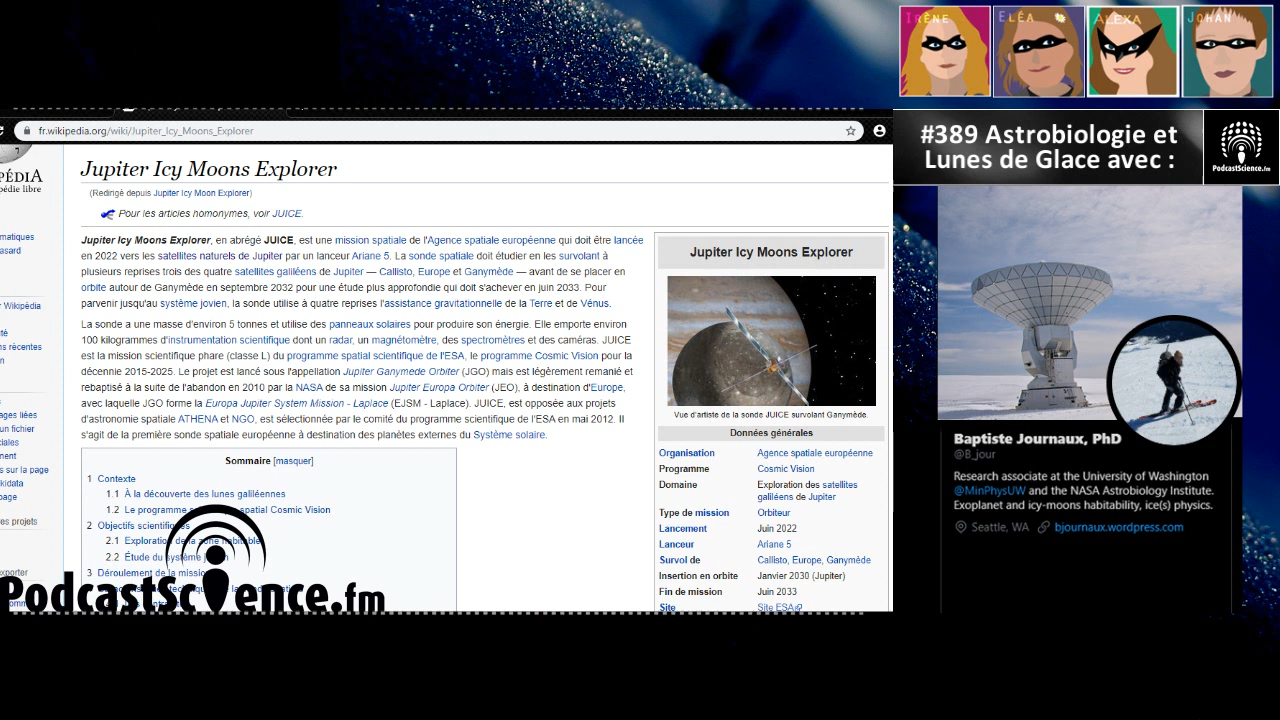 IRÈNE
ELÉA
ALEXA
JOHAN
fr.wikipedia.org/wiki/Jupiter_Icy_Moons_Explorer
#389 Astrobiologie et
Lunes de Glace avec :
PodcastScience.fm
Jupiter Icy Moons Explorer
(Redirigé depuis Jupiter Icy Moon Explorer)
Pour les articles homonymes, voir JUICE.
Jupiter Icy Moons Explorer, en abrégé JUICE, est une mission spatiale de l'Agence spatiale européenne qui doit être lancée
en 2022 vers les satellites naturels de Jupiter par un lanceur Ariane 5. La sonde spatiale doit étudier en les survolant à
plusieurs reprises trois des quatre satellites galiléens de Jupiter — Callisto, Europe et Ganymède — avant de se placer en
orbite autour de Ganymède en septembre 2032 pour une étude plus approfondie qui doit s'achever en juin 2033. Pour
parvenir jusqu'au système jovien, la sonde utilise à quatre reprises l'assistance gravitationnelle de la Terre et de Vénus.
La sonde a une masse d'environ 5 tonnes et utilise des panneaux solaires pour produire son énergie. Elle emporte environ
100 kilogrammes d'instrumentation scientifique dont un radar, un magnétomètre, des spectromètres et des caméras. JUICE
est la mission scientifique phare (classe L) du programme spatial scientifique de l'ESA, le programme Cosmic Vision pour la
décennie 2015-2025. Le projet est lancé sous l'appellation Jupiter Ganymede Orbiter (JGO) mais est légèrement remanié et
rebaptisé à la suite de l'abandon en 2010 par la NASA de sa mission Jupiter Europa Orbiter (JEO), à destination d'Europe,
avec laquelle JGO forme la Europa Jupiter System Mission - Laplace (EJSM - Laplace). JUICE, est opposée aux projets
d'astronomie spatiale ATHENA et NGO, est sélectionnée par le comité du programme scientifique de l'ESA en mai 2012. Il
s'agit de la première sonde spatiale européenne à destination des planètes externes du Système solaire.
Sommaire [masquer]
1 Contexte
1.1 À la découverte des lunes galiléennes
1.2 Le programme spatial Cosmic Vision
2 Objectifs scientifiques
2.1 Exploration de la zone habitable
2.2 Étude du système
3 Déroulement de la mission
PodcastScience.fm
Jupiter Icy Moons Explorer
Vue d'artiste de la sonde JUICE survolant Ganymède.
Données générales
Organisation Agence spatiale européenne
Programme Cosmic Vision
Domaine Exploration des satellites
galiléens de Jupiter
Type de mission Orbiteur
Lancement Juin 2022
Lanceur Ariane 5
Survol de Callisto, Europe, Ganymède
Insertion en orbite Janvier 2030 (Jupiter)
Fin de mission Juin 2033
Site Site ESA
Baptiste Journaux, PhD
@B_jour
Research associate at the University of Washington
@MinPhysUW and the NASA Astrobiology Institute.
Exoplanet and icy-moons habitability, ice(s) physics.
Seattle, WA bjournaux.wordpress.com